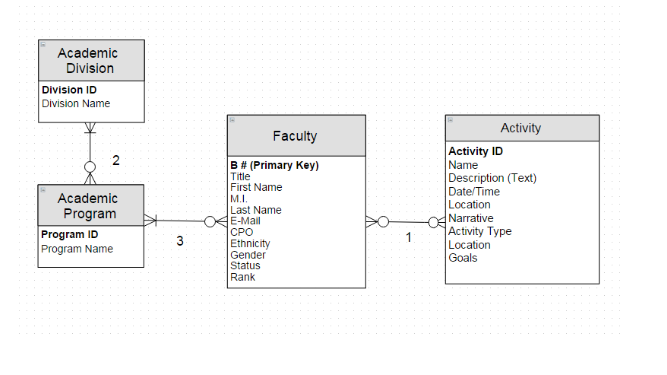 Academic
Division
Division ID
Division Name
2
Academic
Program
Program ID
Program Name
3
Faculty
B # (Primary Key)
Title
First Name
M.I.
Last Name
E-Mail
CPO
Ethnicity
Gender
Status
Rank
1
Activity
Activity ID
Name
Description (Text)
Date/Time
Location
Narrative
Activity Type
Location
Goals